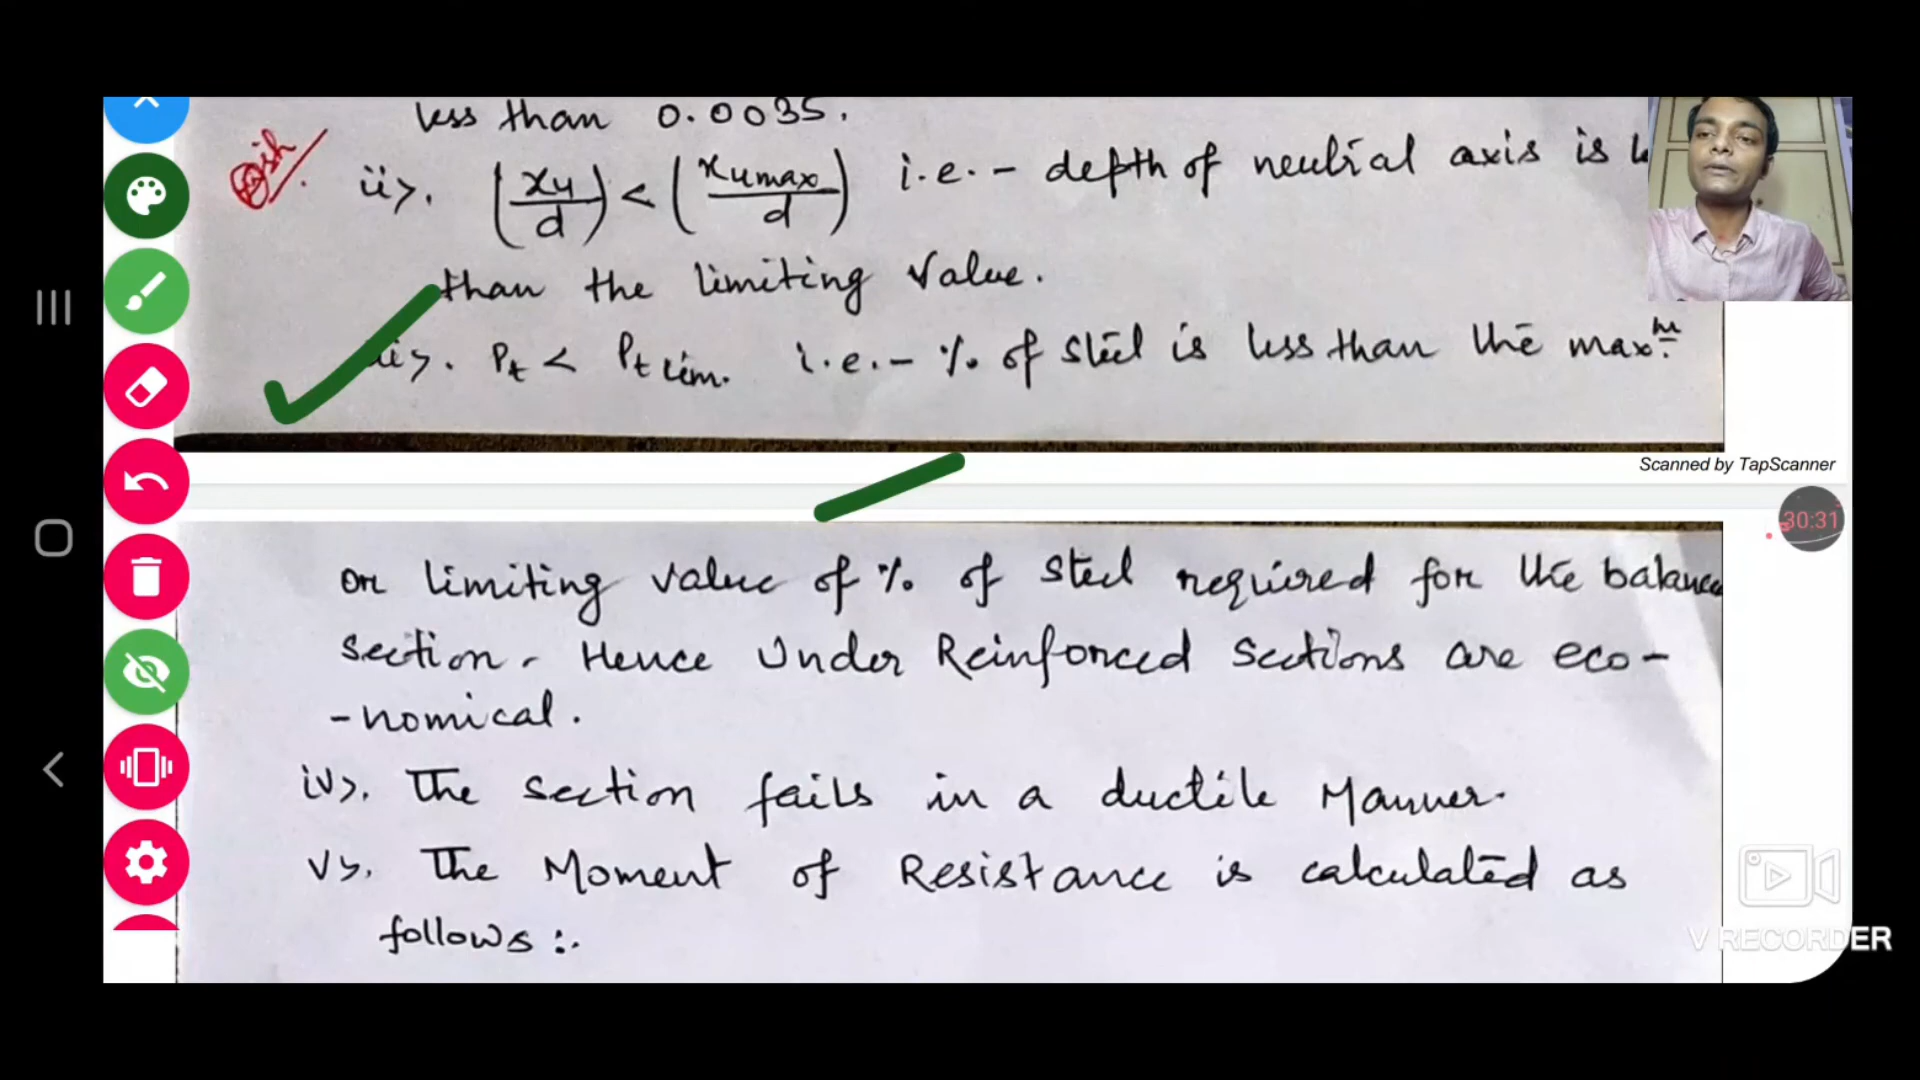 less than 0.0035.
ii>. (xu/d) < (xumax/d) i.e. - depth of neutral axis is
than the limiting value.
iii>. Pt < Pt lim. i.e. - % of steel is less than the maxm.
Scanned by TapScanner
30:31
or limiting value of % of steel required for the balance
section. Hence Under Reinforced Sections are eco-
-nomical.
iv>. The section fails in a ductile Manner.
v>. The Moment of Resistance is calculated as
follows :-
V RECORDER